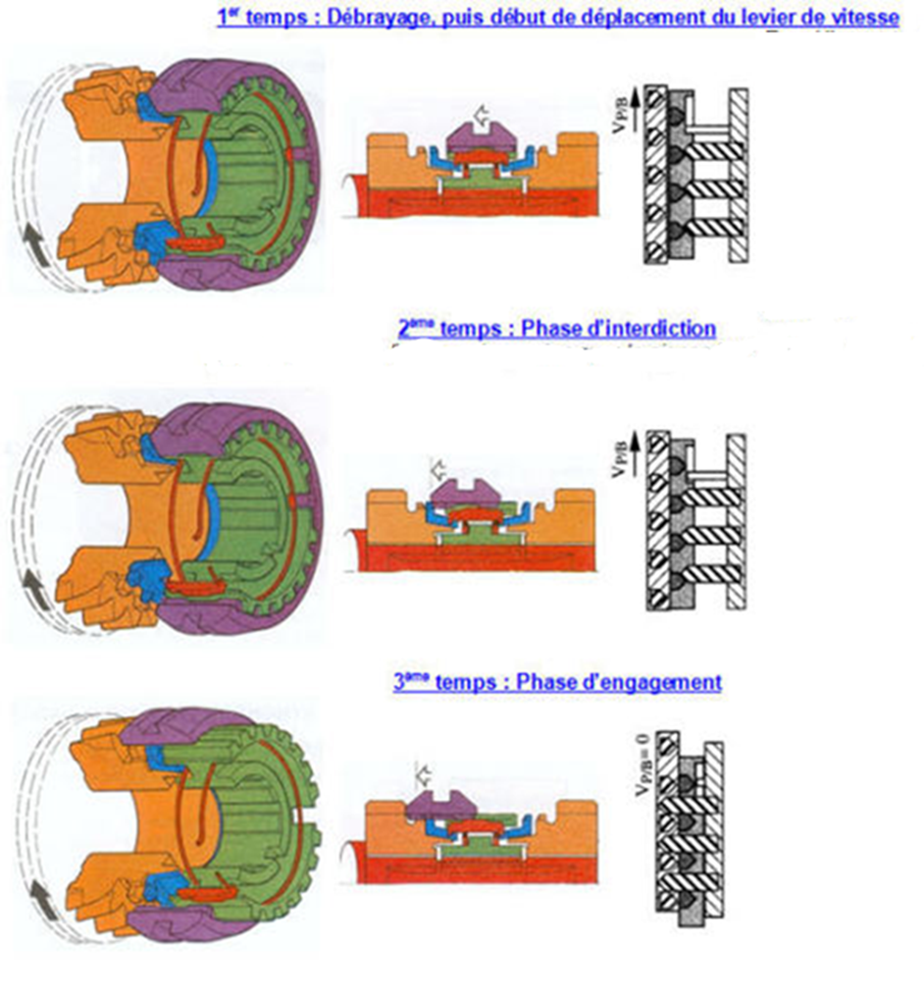 1er temps : Débrayage, puis début de déplacement du levier de vitesse
VP/B
2ème temps : Phase d'interdiction
VP/B
3ème temps : Phase d'engagement
VP/B = 0